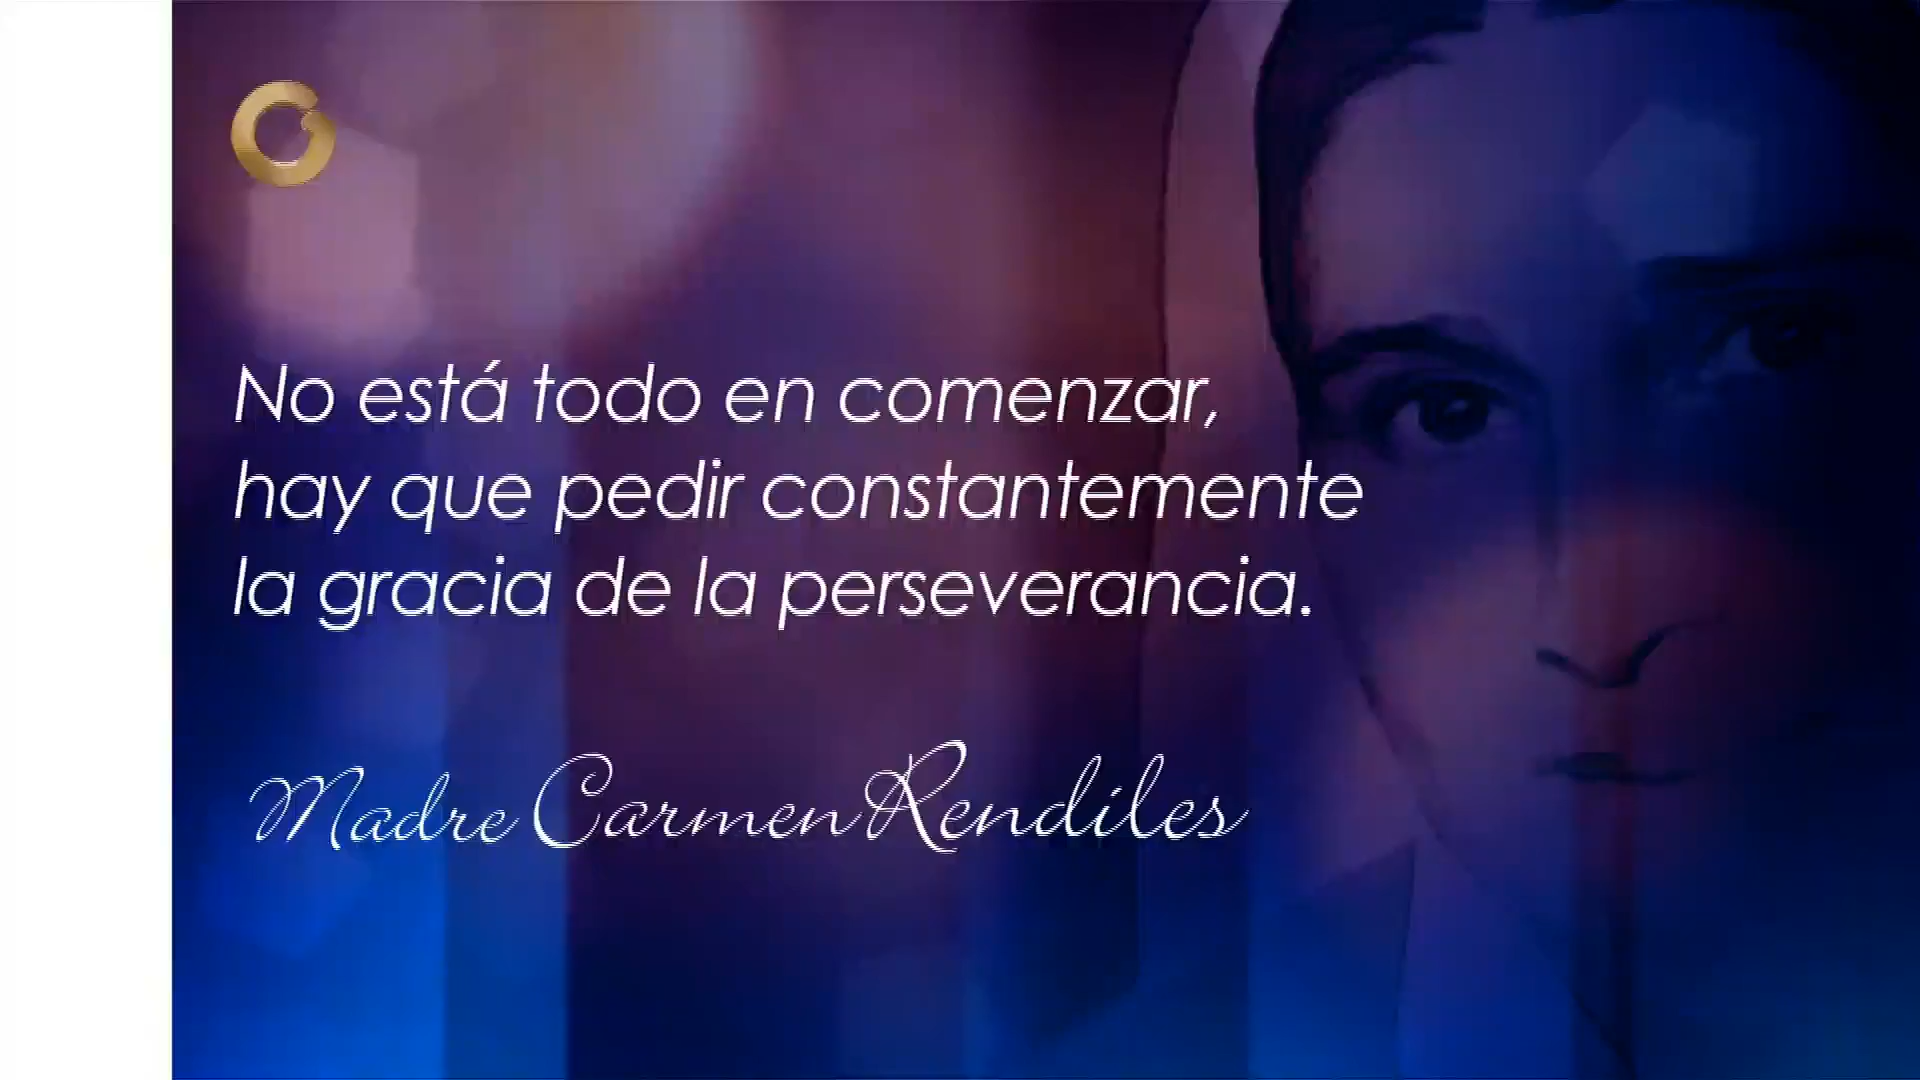 No está todo en comenzar,
hay que pedir constantemente
la gracia de la perseverancia.
Madre Carmen Rendiles